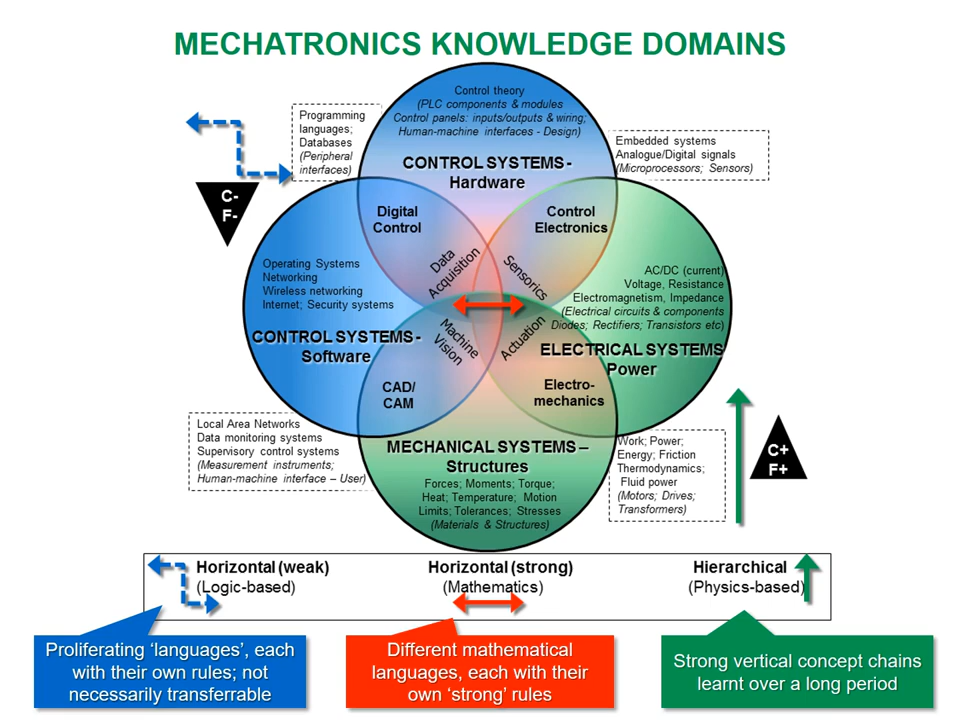 MECHATRONICS KNOWLEDGE DOMAINS
Control theory
(PLC components & modules
Control panels: inputs/outputs & wiring;
Human-machine interfaces - Design)
CONTROL SYSTEMS-
Hardware
Programming
languages;
Databases
(Peripheral
interfaces)
Embedded systems
Analogue/Digital signals
(Microprocessors; Sensors)
C-
F-
Digital
Control
Control
Electronics
Data
Acquisition
Sensorics
Operating Systems
Networking
Wireless networking
Internet; Security systems
CONTROL SYSTEMS-
Software
AC/DC (current)
Voltage, Resistance
Electromagnetism, Impedance
(Electrical circuits & components
Diodes; Rectifiers; Transistors etc)
ELECTRICAL SYSTEMS
Power
Machine
Vision
Actuation
CAD/
CAM
Electro-
mechanics
Local Area Networks
Data monitoring systems
Supervisory control systems
(Measurement instruments;
Human-machine interface – User)
MECHANICAL SYSTEMS –
Structures
Forces; Moments; Torque;
Heat; Temperature; Motion
Limits; Tolerances; Stresses
(Materials & Structures)
Work; Power;
Energy; Friction
Thermodynamics;
Fluid power
(Motors; Drives;
Transformers)
C+
F+
Horizontal (weak)
(Logic-based)
Horizontal (strong)
(Mathematics)
Hierarchical
(Physics-based)
Proliferating ‘languages’, each
with their own rules; not
necessarily transferrable
Different mathematical
languages, each with their
own ‘strong’ rules
Strong vertical concept chains
learnt over a long period